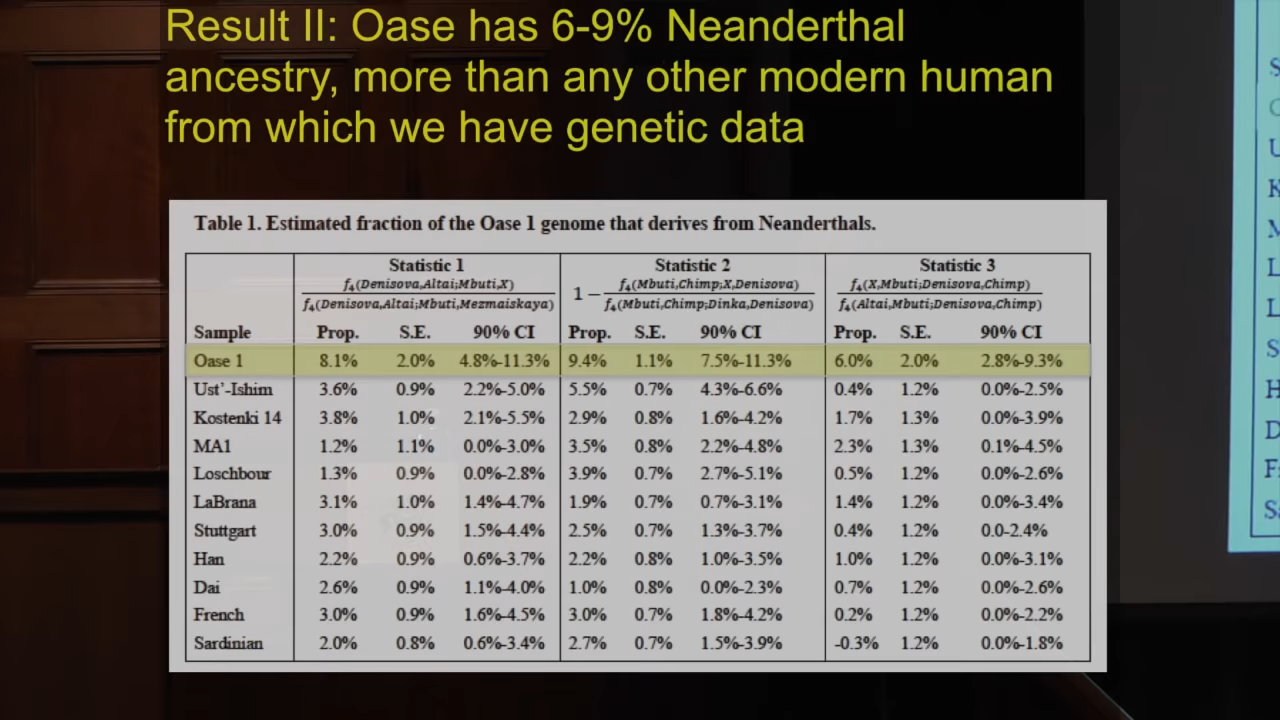 Result II: Oase has 6-9% Neanderthal
ancestry, more than any other modern human
from which we have genetic data
Table 1. Estimated fraction of the Oase 1 genome that derives from Neanderthals.
Statistic 1 Statistic 2 Statistic 3
f4(Denisova,Altai;Mbuti,X) f4(Mbuti,Chimp;X,Denisova) f4(X,Mbuti;Denisova,Chimp)
1 −
f4(Denisova,Altai;Mbuti,Mezmaiskaya) f4(Mbuti,Chimp;Dinka,Denisova) f4(Altai,Mbuti;Denisova,Chimp)
Sample Prop. S.E. 90% CI Prop. S.E. 90% CI Prop. S.E. 90% CI
Oase 1 8.1% 2.0% 4.8%-11.3% 9.4% 1.1% 7.5%-11.3% 6.0% 2.0% 2.8%-9.3%
Ust'-Ishim 3.6% 0.9% 2.2%-5.0% 5.5% 0.7% 4.3%-6.6% 0.4% 1.2% 0.0%-2.5%
Kostenki 14 3.8% 1.0% 2.1%-5.5% 2.9% 0.8% 1.6%-4.2% 1.7% 1.3% 0.0%-3.9%
MA1 1.2% 1.1% 0.0%-3.0% 3.5% 0.8% 2.2%-4.8% 2.3% 1.3% 0.1%-4.5%
Loschbour 1.3% 0.9% 0.0%-2.8% 3.9% 0.7% 2.7%-5.1% 0.5% 1.2% 0.0%-2.6%
LaBrana 3.1% 1.0% 1.4%-4.7% 1.9% 0.7% 0.7%-3.1% 1.4% 1.2% 0.0%-3.4%
Stuttgart 3.0% 0.9% 1.5%-4.4% 2.5% 0.7% 1.3%-3.7% 0.4% 1.2% 0.0-2.4%
Han 2.2% 0.9% 0.6%-3.7% 2.2% 0.8% 1.0%-3.5% 1.0% 1.2% 0.0%-3.1%
Dai 2.6% 0.9% 1.1%-4.0% 1.0% 0.8% 0.0%-2.3% 0.7% 1.2% 0.0%-2.6%
French 3.0% 0.9% 1.6%-4.5% 3.0% 0.7% 1.8%-4.2% 0.2% 1.2% 0.0%-2.2%
Sardinian 2.0% 0.8% 0.6%-3.4% 2.7% 0.7% 1.5%-3.9% -0.3% 1.2% 0.0%-1.8%